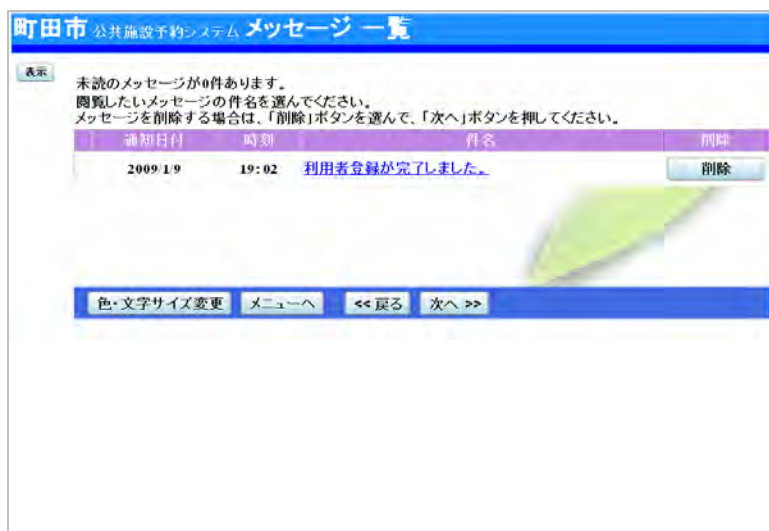 町田市 公共施設予約システム メッセージ 一覧
表示
未読のメッセージが0件あります。
閲覧したいメッセージの件名を選んでください。
メッセージを削除する場合は、「削除」ボタンを選んで、「次へ」ボタンを押してください。
通知日付 時刻 件名 削除
2009/1/9 19:02 利用者登録が完了しました。 削除
色・文字サイズ変更 メニューへ << 戻る 次へ >>